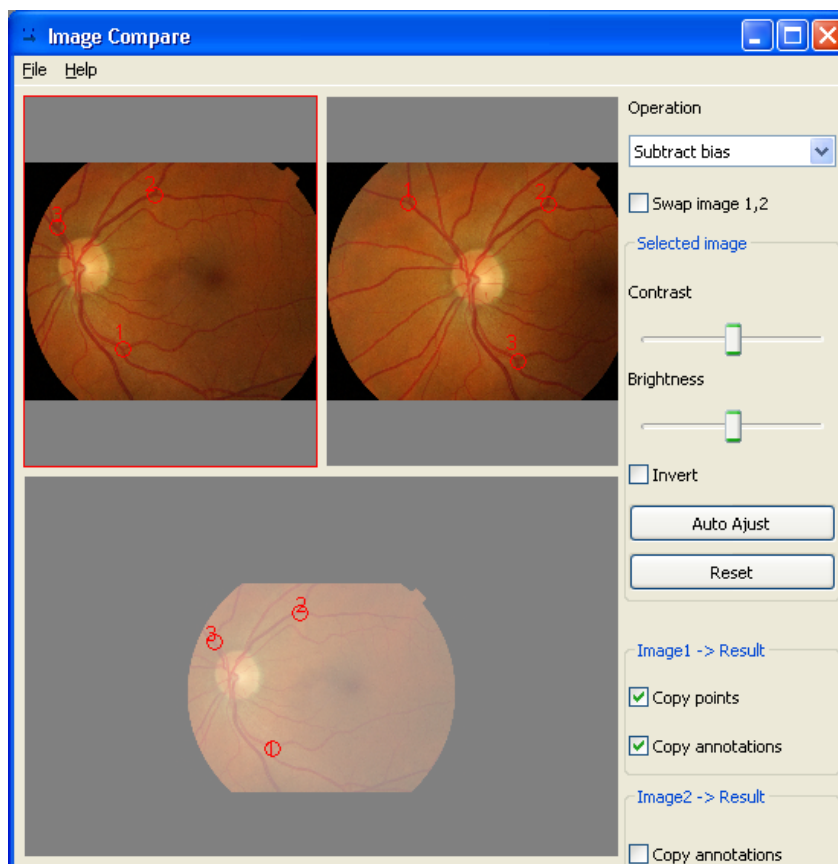 Image Compare
File Help
Operation
Subtract bias
Swap image 1,2
Selected image
Contrast
Brightness
Invert
Auto Ajust
Reset
Image1 -> Result
Copy points
Copy annotations
Image2 -> Result
Copy annotations
3
2
1
1
2
3
3
2
1